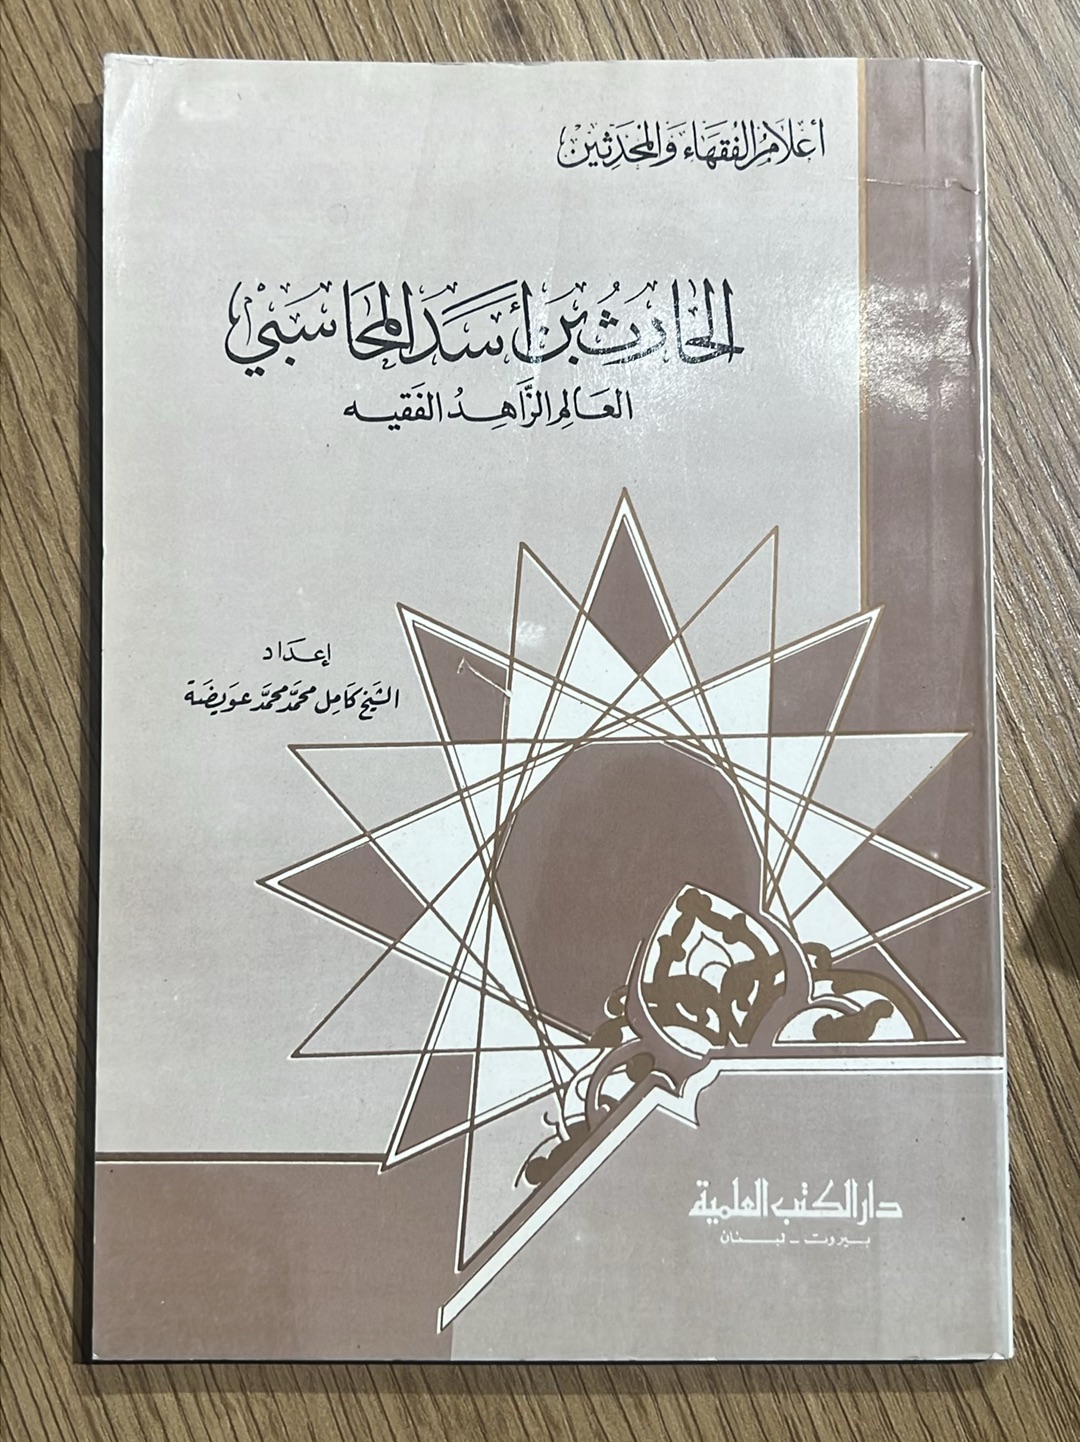 أعلام الفقهاء والمحدثين
الحارث بن أسد المحاسبي
العالم الزاهد الفقيه
إعداد
الشيخ كامل محمد محمد عويضة
دار الكتب العلمية
بيروت - لبنان